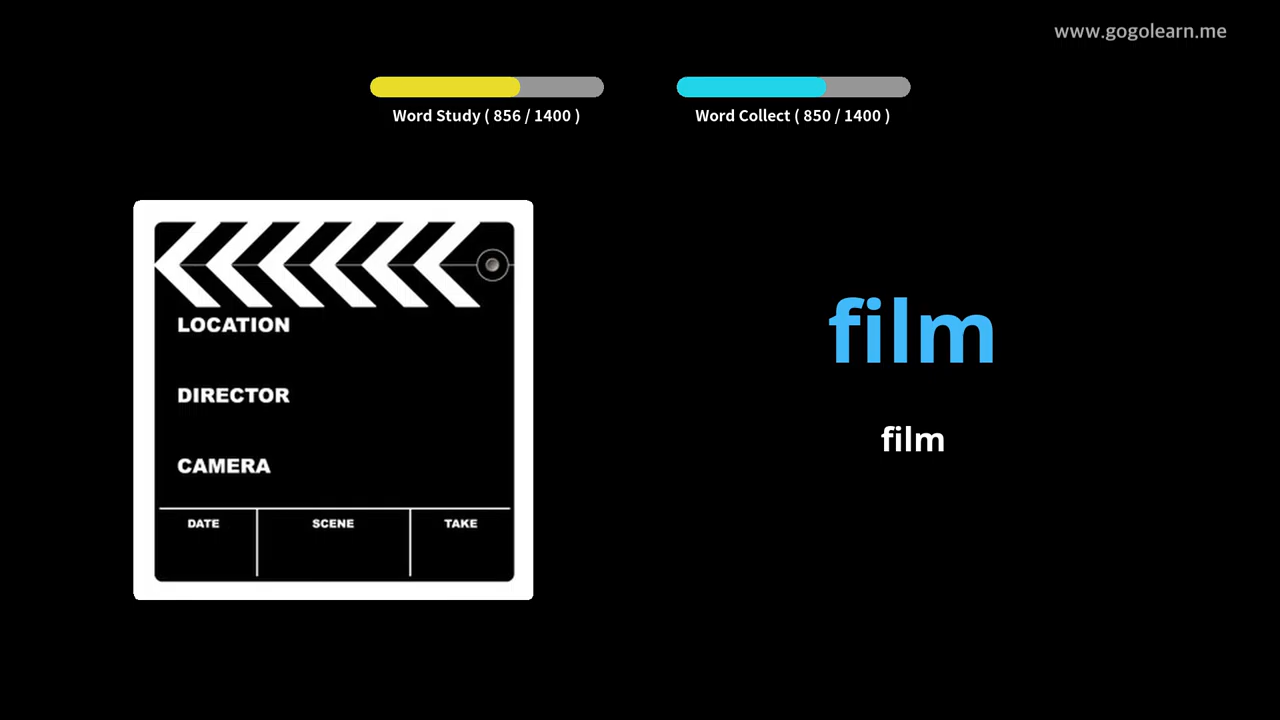 www.gogolearn.me
Word Study ( 856 / 1400 )
Word Collect ( 850 / 1400 )
LOCATION
DIRECTOR
CAMERA
DATE
SCENE
TAKE
film
film